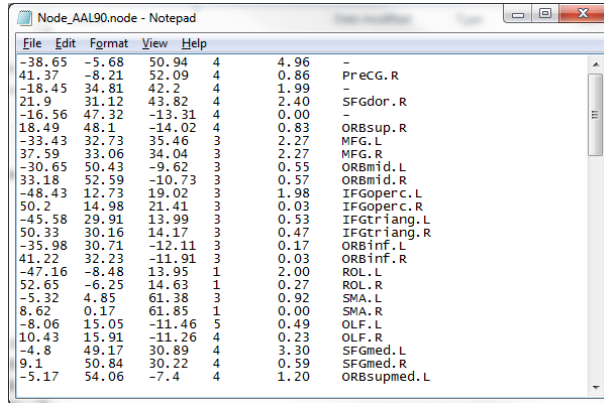 Node_AAL90.node - Notepad
File Edit Format View Help
-38.65 -5.68 50.94 4 4.96 -
41.37 -8.21 52.09 4 0.86 PreCG.R
-18.45 34.81 42.2 4 1.99 -
21.9 31.12 43.82 4 2.40 SFGdor.R
-16.56 47.32 -13.31 4 0.00 -
18.49 48.1 -14.02 4 0.83 ORBsup.R
-33.43 32.73 35.46 3 2.27 MFG.L
37.59 33.06 34.04 3 2.27 MFG.R
-30.65 50.43 -9.62 3 0.55 ORBmid.L
33.18 52.59 -10.73 3 0.57 ORBmid.R
-48.43 12.73 19.02 3 1.98 IFGoperc.L
50.2 14.98 21.41 3 0.03 IFGoperc.R
-45.58 29.91 13.99 3 0.53 IFGtriang.L
50.33 30.16 14.17 3 0.47 IFGtriang.R
-35.98 30.71 -12.11 3 0.17 ORBinf.L
41.22 32.23 -11.91 3 0.03 ORBinf.R
-47.16 -8.48 13.95 1 2.00 ROL.L
52.65 -6.25 14.63 1 0.27 ROL.R
-5.32 4.85 61.38 3 0.92 SMA.L
8.62 0.17 61.85 1 0.00 SMA.R
-8.06 15.05 -11.46 5 0.49 OLF.L
10.43 15.91 -11.26 4 0.23 OLF.R
-4.8 49.17 30.89 4 3.30 SFGmed.L
9.1 50.84 30.22 4 0.59 SFGmed.R
-5.17 54.06 -7.4 4 1.20 ORBsupmed.L